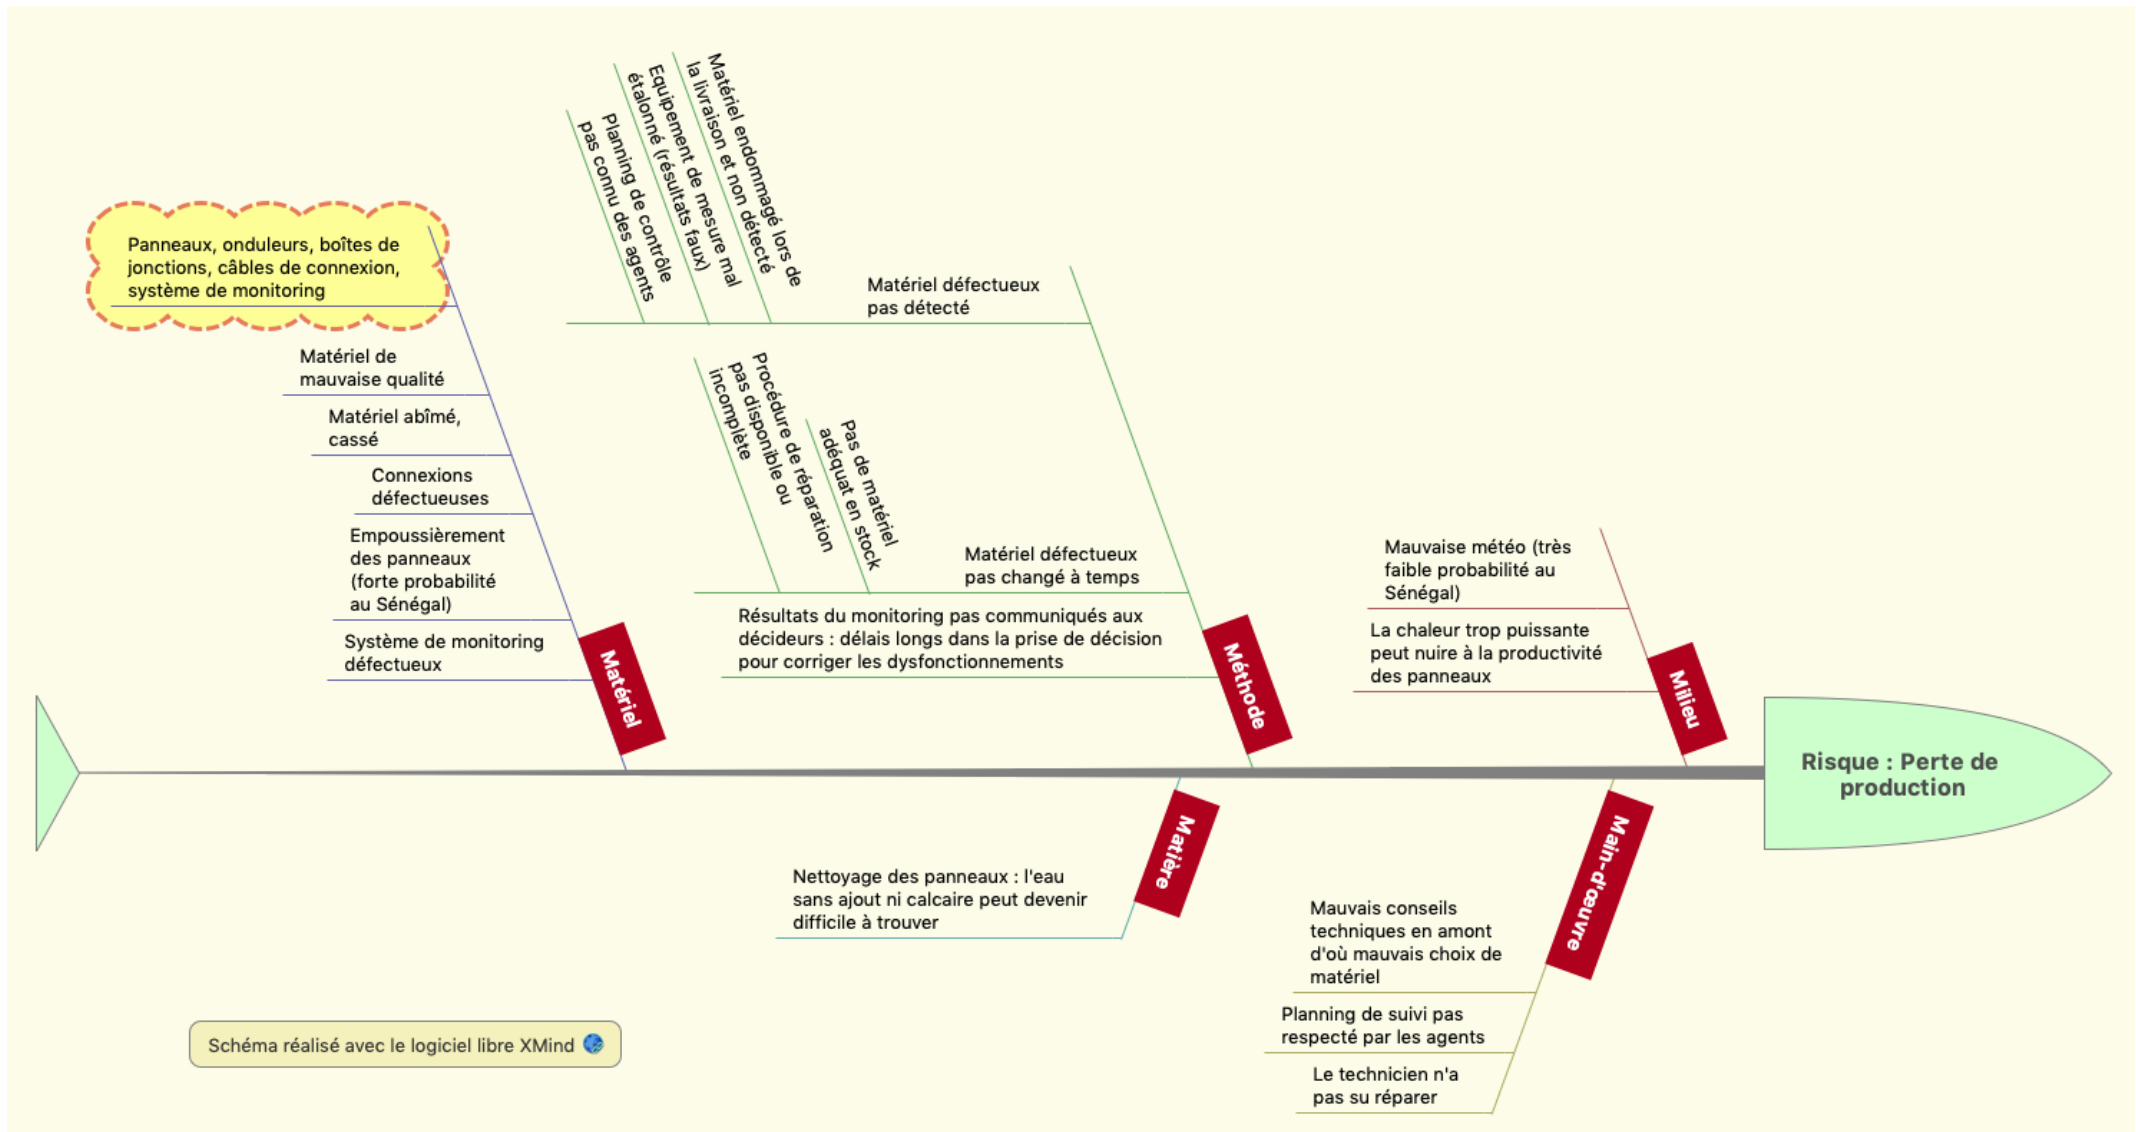 Panneaux, onduleurs, boîtes de
jonctions, câbles de connexion,
système de monitoring
Matériel de
mauvaise qualité
Matériel abîmé,
cassé
Connexions
défectueuses
Empoussièrement
des panneaux
(forte probabilité
au Sénégal)
Système de monitoring
défectueux
Matériel
Matériel endommagé lors de
la livraison et non détecté
Equipement de mesure mal
étalonné (résultats faux)
Planning de contrôle
pas connu des agents
Matériel défectueux
pas détecté
Procédure de réparation
pas disponible ou
incomplète
Pas de matériel
adéquat en stock
Matériel défectueux
pas changé à temps
Résultats du monitoring pas communiqués aux
décideurs : délais longs dans la prise de décision
pour corriger les dysfonctionnements
Méthode
Mauvaise météo (très
faible probabilité au
Sénégal)
La chaleur trop puissante
peut nuire à la productivité
des panneaux
Milieu
Risque : Perte de
production
Matière
Nettoyage des panneaux : l'eau
sans ajout ni calcaire peut devenir
difficile à trouver
Main-d'œuvre
Mauvais conseils
techniques en amont
d'où mauvais choix de
matériel
Planning de suivi pas
respecté par les agents
Le technicien n'a
pas su réparer
Schéma réalisé avec le logiciel libre XMind